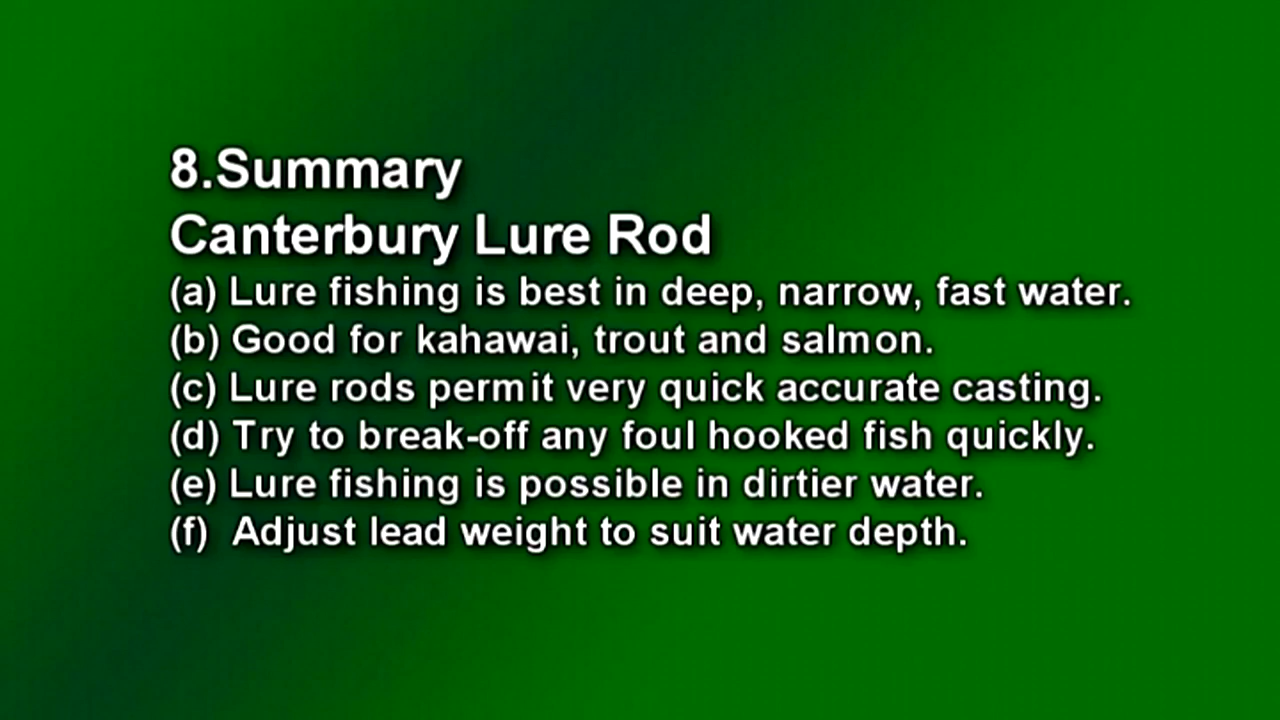 8.Summary
Canterbury Lure Rod
(a) Lure fishing is best in deep, narrow, fast water.
(b) Good for kahawai, trout and salmon.
(c) Lure rods permit very quick accurate casting.
(d) Try to break-off any foul hooked fish quickly.
(e) Lure fishing is possible in dirtier water.
(f)  Adjust lead weight to suit water depth.